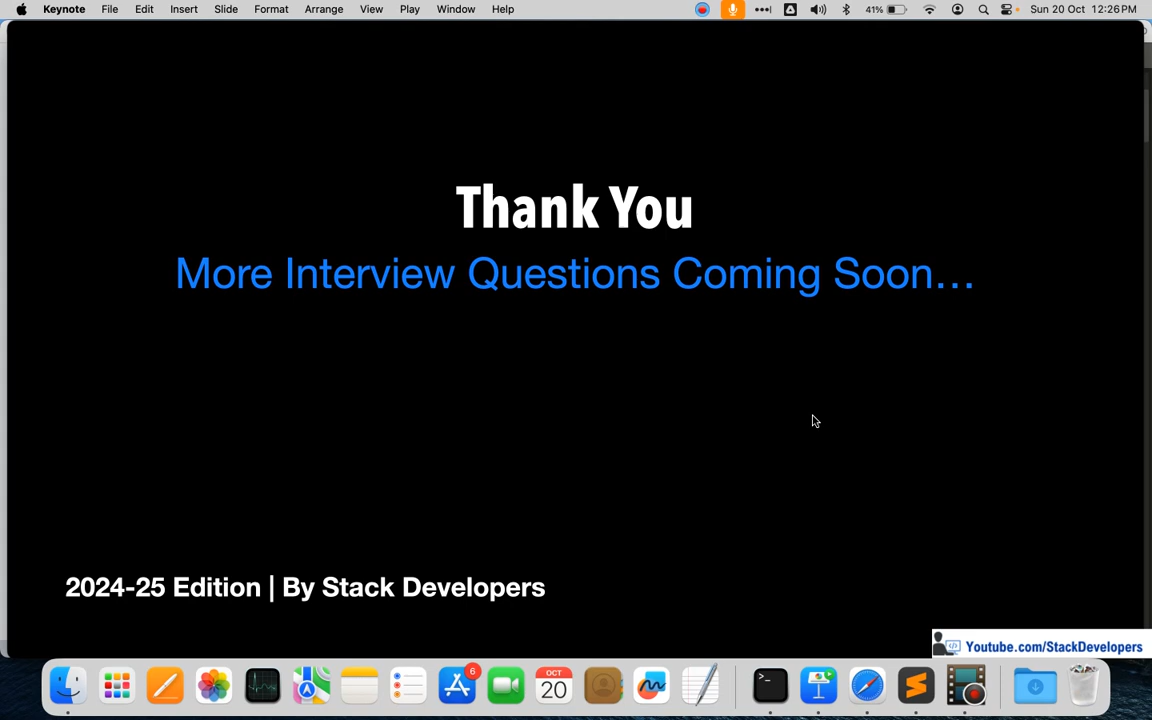 Keynote File Edit Insert Slide Format Arrange View Play Window Help 41% Sun 20 Oct 12:26 PM
Thank You
More Interview Questions Coming Soon...
2024-25 Edition | By Stack Developers
Youtube.com/StackDevelopers
6
OCT
20